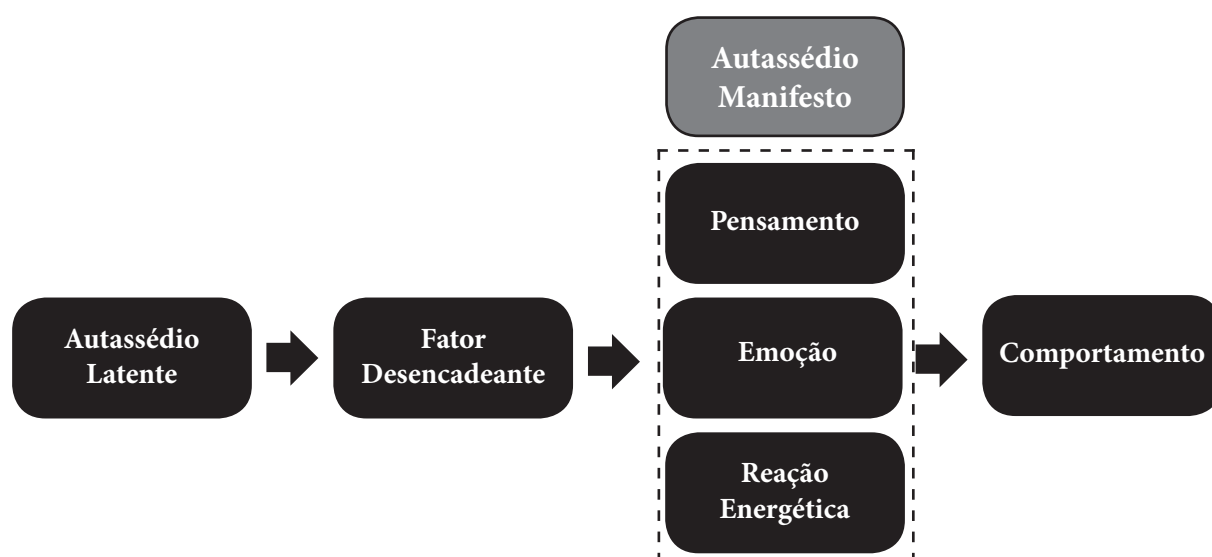 Autassédio
Manifesto
Pensamento
Autassédio
Latente
Fator
Desencadeante
Emoção
Comportamento
Reação
Energética